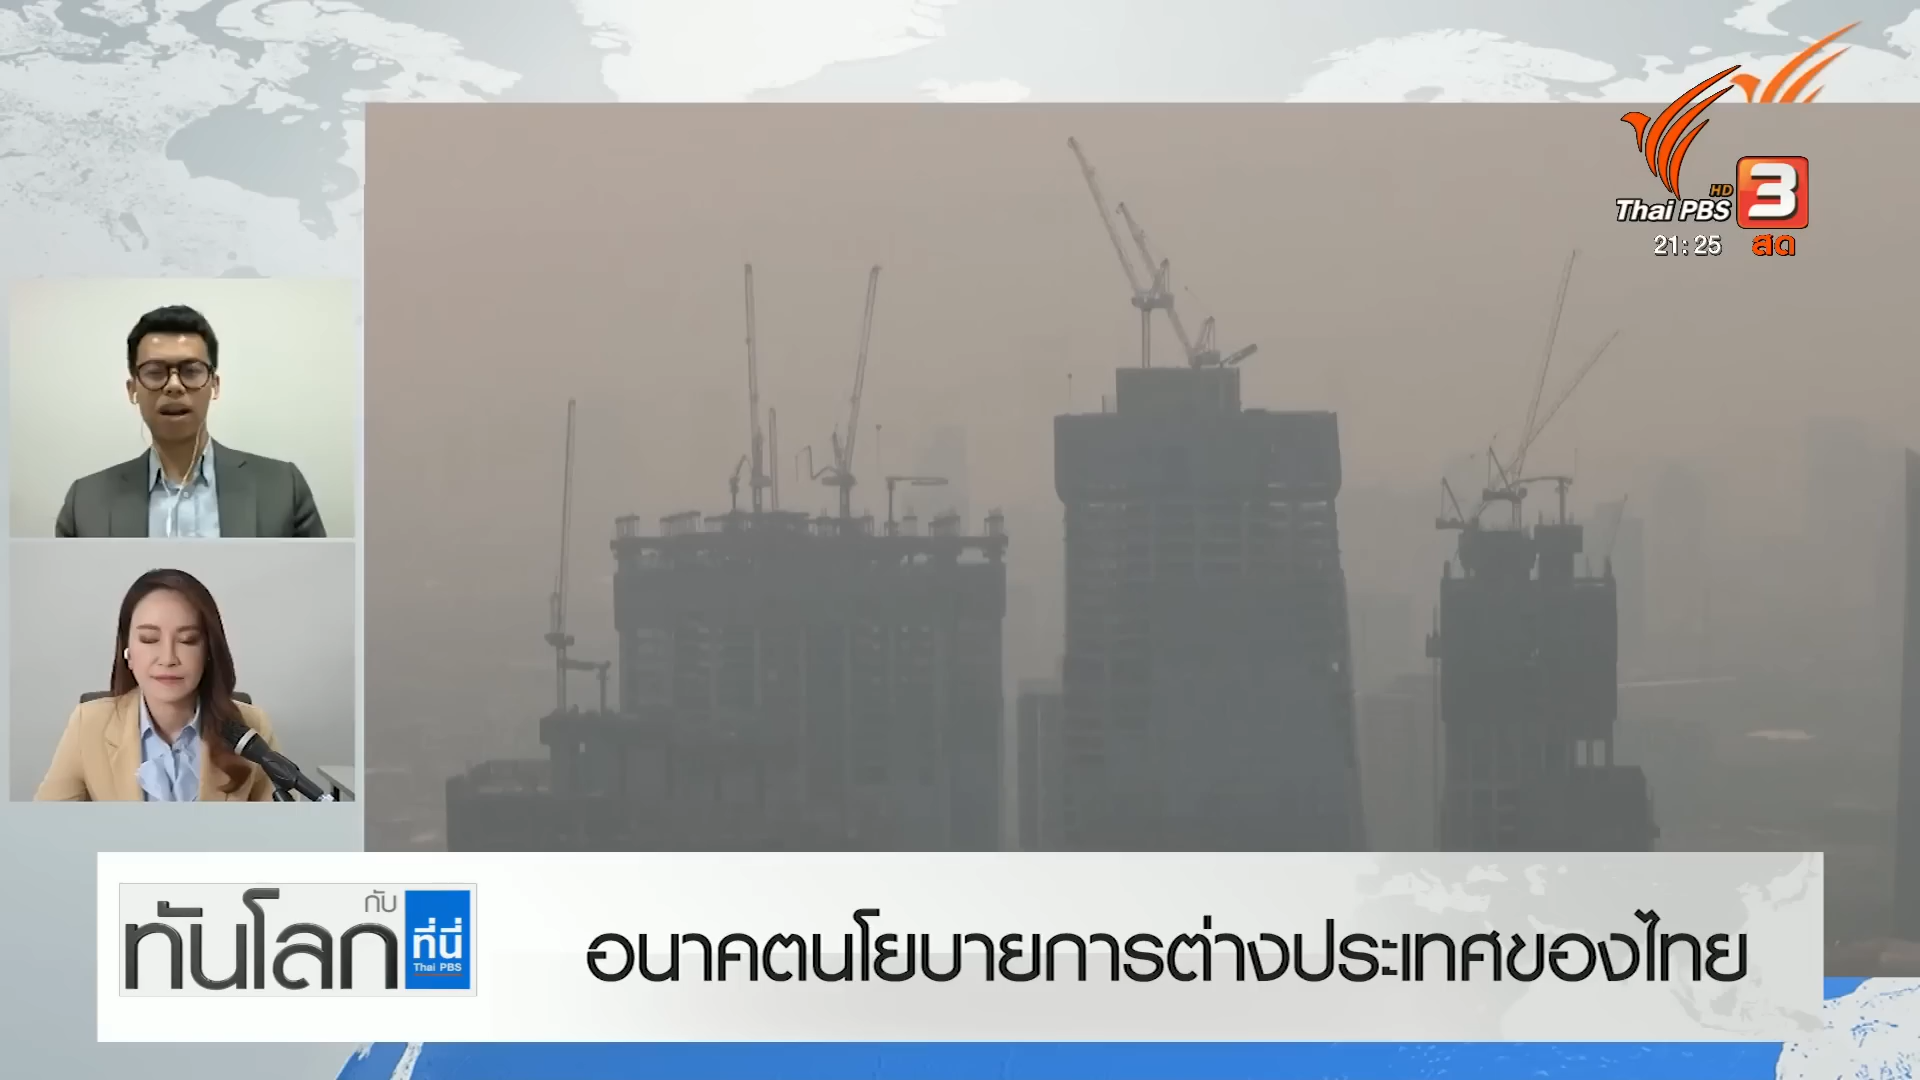 HD
Thai PBS 3
21:25 สด
ทันโลก กับ ที่นี่ Thai PBS
อนาคตนโยบายการต่างประเทศของไทย